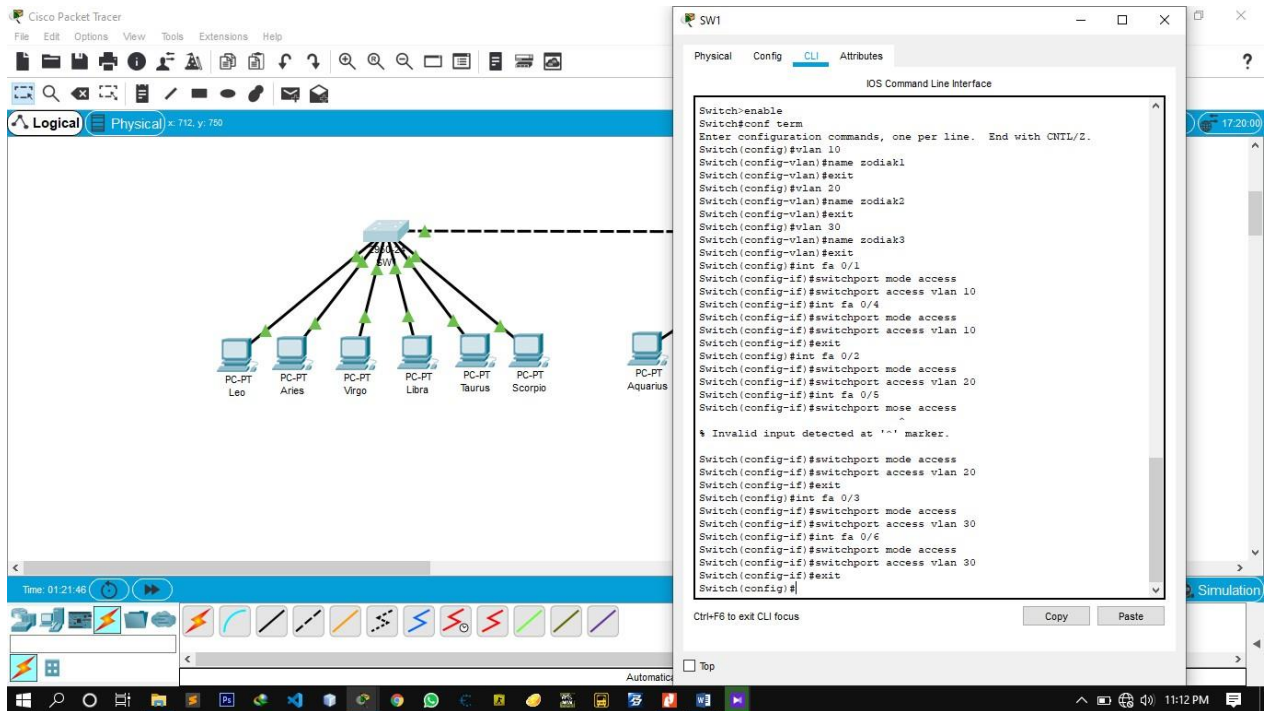 Cisco Packet Tracer
File Edit Options View Tools Extensions Help
Logical Physical x: 712, y: 750
17:20:00
SW1
PC-PT
Leo
PC-PT
Aries
PC-PT
Virgo
PC-PT
Libra
PC-PT
Taurus
PC-PT
Scorpio
PC-PT
Aquarius
Time: 01:21:46
Simulation
SW1
Physical Config CLI Attributes
IOS Command Line Interface
Switch>enable
Switch#conf term
Enter configuration commands, one per line. End with CNTL/Z.
Switch(config)#vlan 10
Switch(config-vlan)#name zodiak1
Switch(config-vlan)#exit
Switch(config)#vlan 20
Switch(config-vlan)#name zodiak2
Switch(config-vlan)#exit
Switch(config)#vlan 30
Switch(config-vlan)#name zodiak3
Switch(config-vlan)#exit
Switch(config)#int fa 0/1
Switch(config-if)#switchport mode access
Switch(config-if)#switchport access vlan 10
Switch(config-if)#int fa 0/4
Switch(config-if)#switchport mode access
Switch(config-if)#switchport access vlan 10
Switch(config-if)#exit
Switch(config)#int fa 0/2
Switch(config-if)#switchport mode access
Switch(config-if)#switchport access vlan 20
Switch(config-if)#int fa 0/5
Switch(config-if)#switchport mose access
^
% Invalid input detected at '^' marker.
Switch(config-if)#switchport mode access
Switch(config-if)#switchport access vlan 20
Switch(config-if)#exit
Switch(config)#int fa 0/3
Switch(config-if)#switchport mode access
Switch(config-if)#switchport access vlan 30
Switch(config-if)#int fa 0/6
Switch(config-if)#switchport mode access
Switch(config-if)#switchport access vlan 30
Switch(config-if)#exit
Switch(config)#
Ctrl+F6 to exit CLI focus
Copy Paste
Top
Automatica
11:12 PM